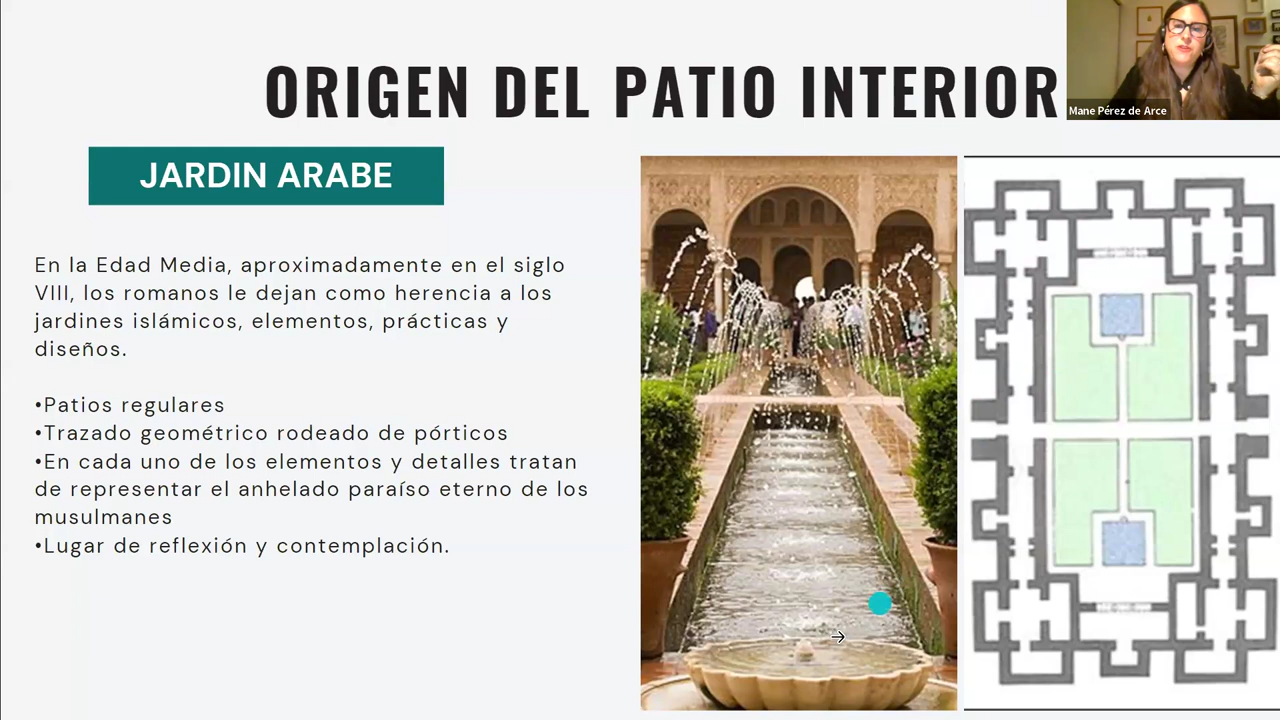 ORIGEN DEL PATIO INTERIOR
Mane Pérez de Arce
JARDIN ARABE
En la Edad Media, aproximadamente en el siglo
VIII, los romanos le dejan como herencia a los
jardines islámicos, elementos, prácticas y
diseños.
•Patios regulares
•Trazado geométrico rodeado de pórticos
•En cada uno de los elementos y detalles tratan
de representar el anhelado paraíso eterno de los
musulmanes
•Lugar de reflexión y contemplación.